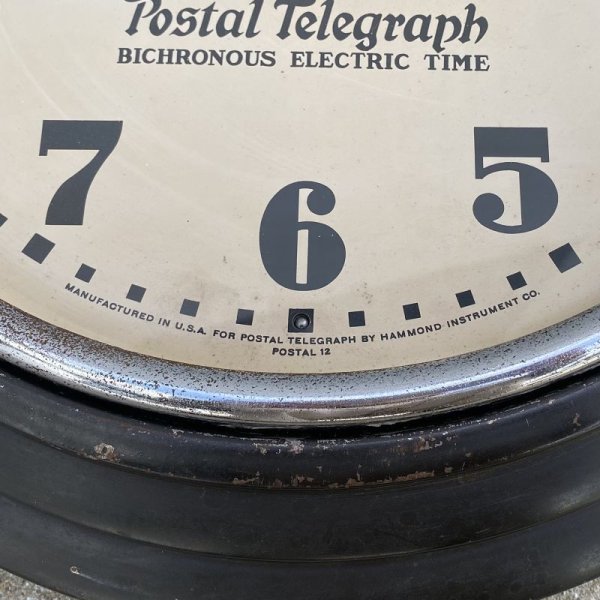 Postal Telegraph
BICHRONOUS ELECTRIC TIME
7 6 5
MANUFACTURED IN U.S.A. FOR POSTAL TELEGRAPH BY HAMMOND INSTRUMENT CO.
POSTAL 12